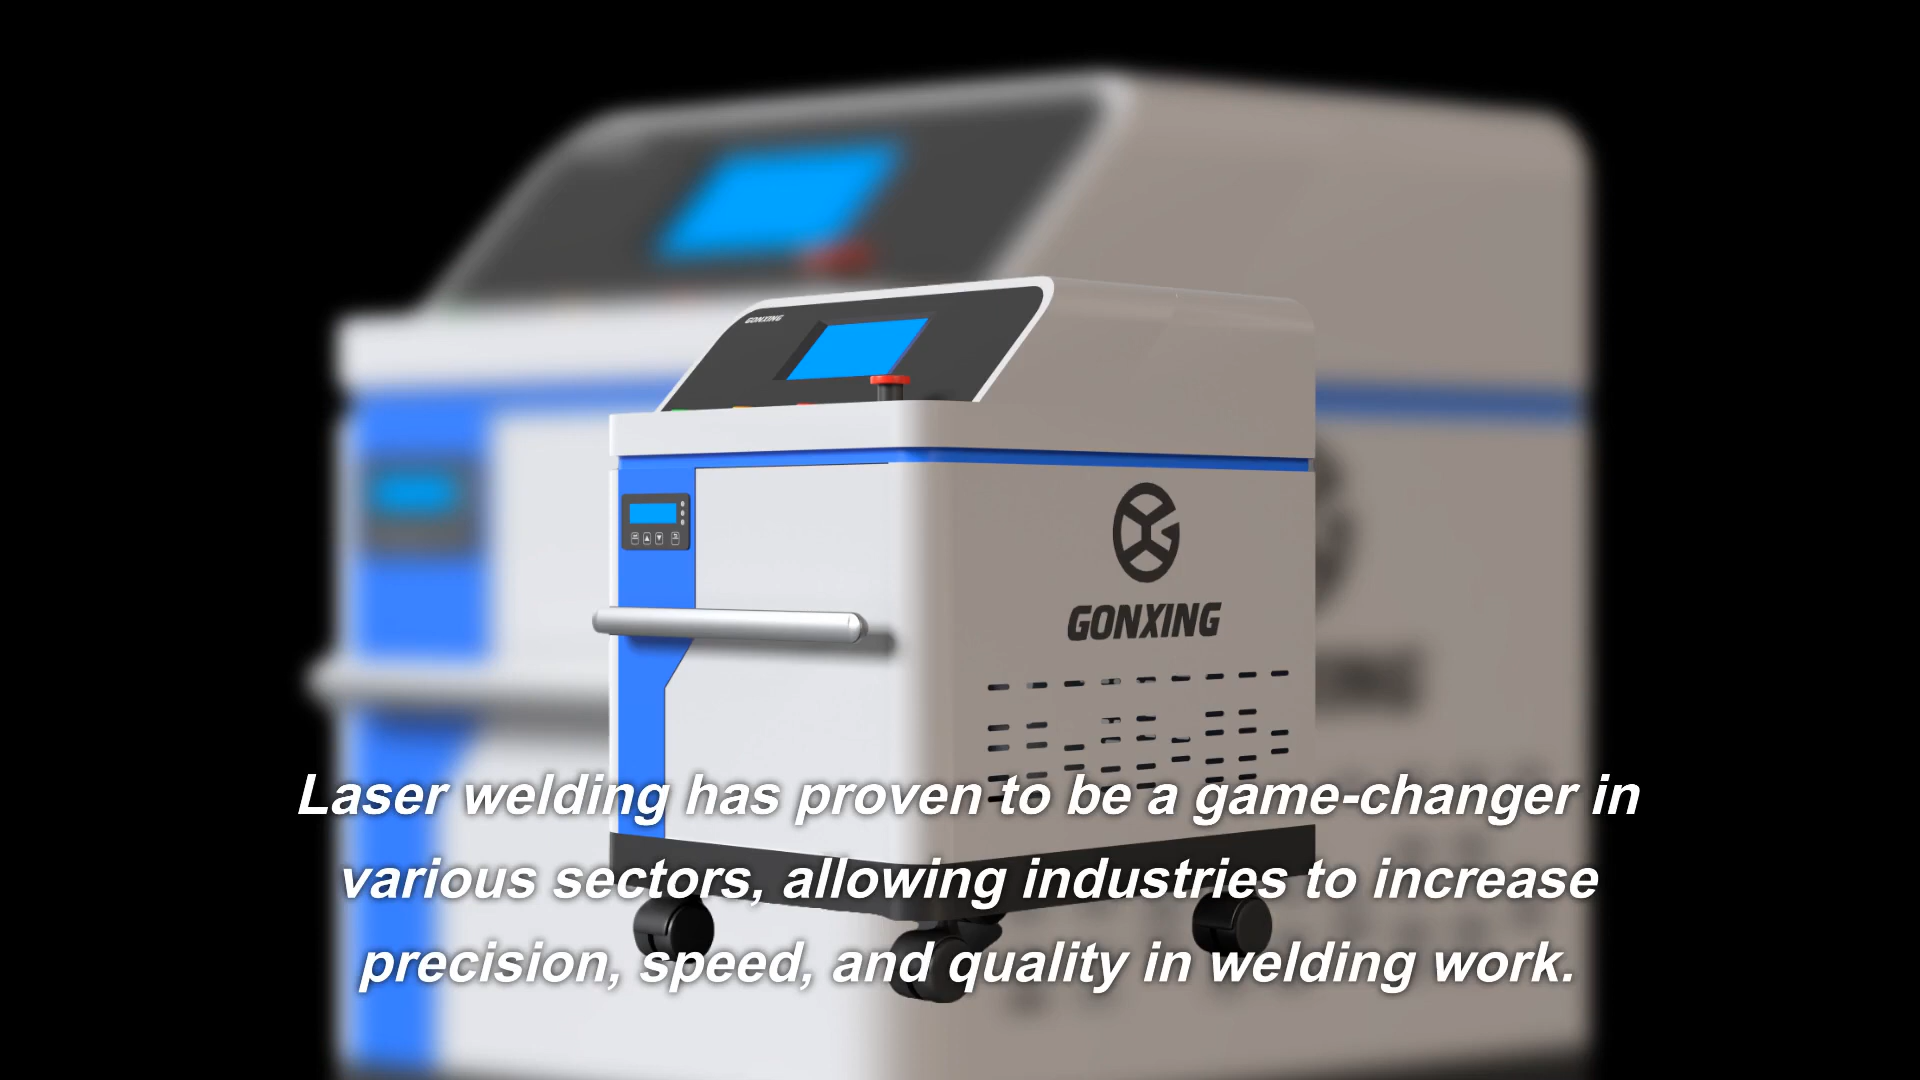 GONXING
GONXING
Laser welding has proven to be a game-changer in
various sectors, allowing industries to increase
precision, speed, and quality in welding work.